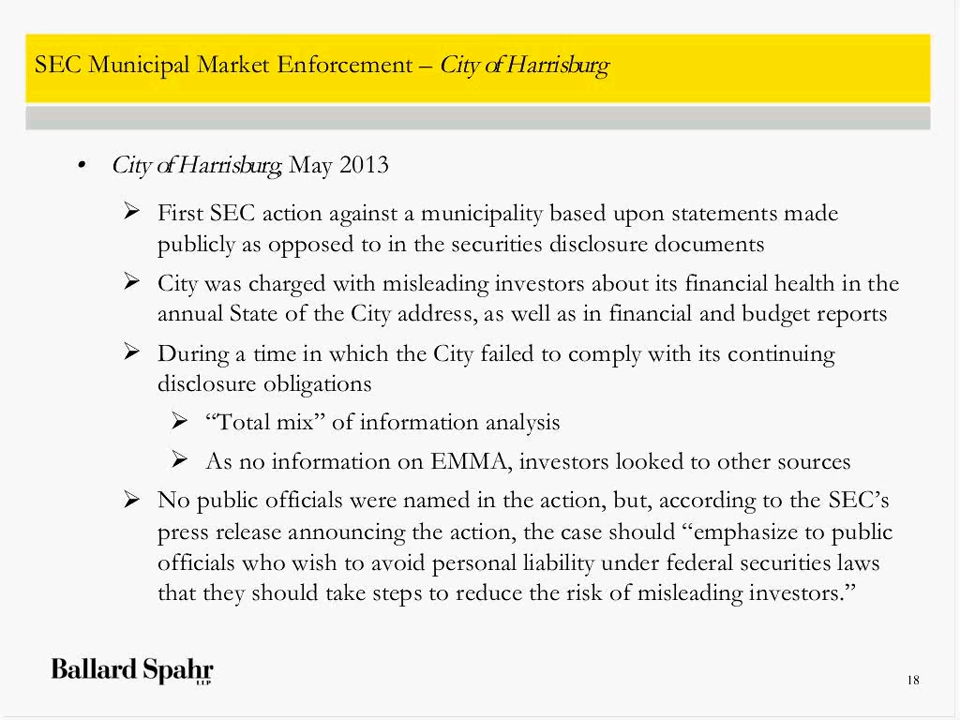 SEC Municipal Market Enforcement – City of Harrisburg
• City of Harrisburg, May 2013
➢ First SEC action against a municipality based upon statements made
publicly as opposed to in the securities disclosure documents
➢ City was charged with misleading investors about its financial health in the
annual State of the City address, as well as in financial and budget reports
➢ During a time in which the City failed to comply with its continuing
disclosure obligations
➢ “Total mix” of information analysis
➢ As no information on EMMA, investors looked to other sources
➢ No public officials were named in the action, but, according to the SEC’s
press release announcing the action, the case should “emphasize to public
officials who wish to avoid personal liability under federal securities laws
that they should take steps to reduce the risk of misleading investors.”
Ballard Spahr
LLP
18